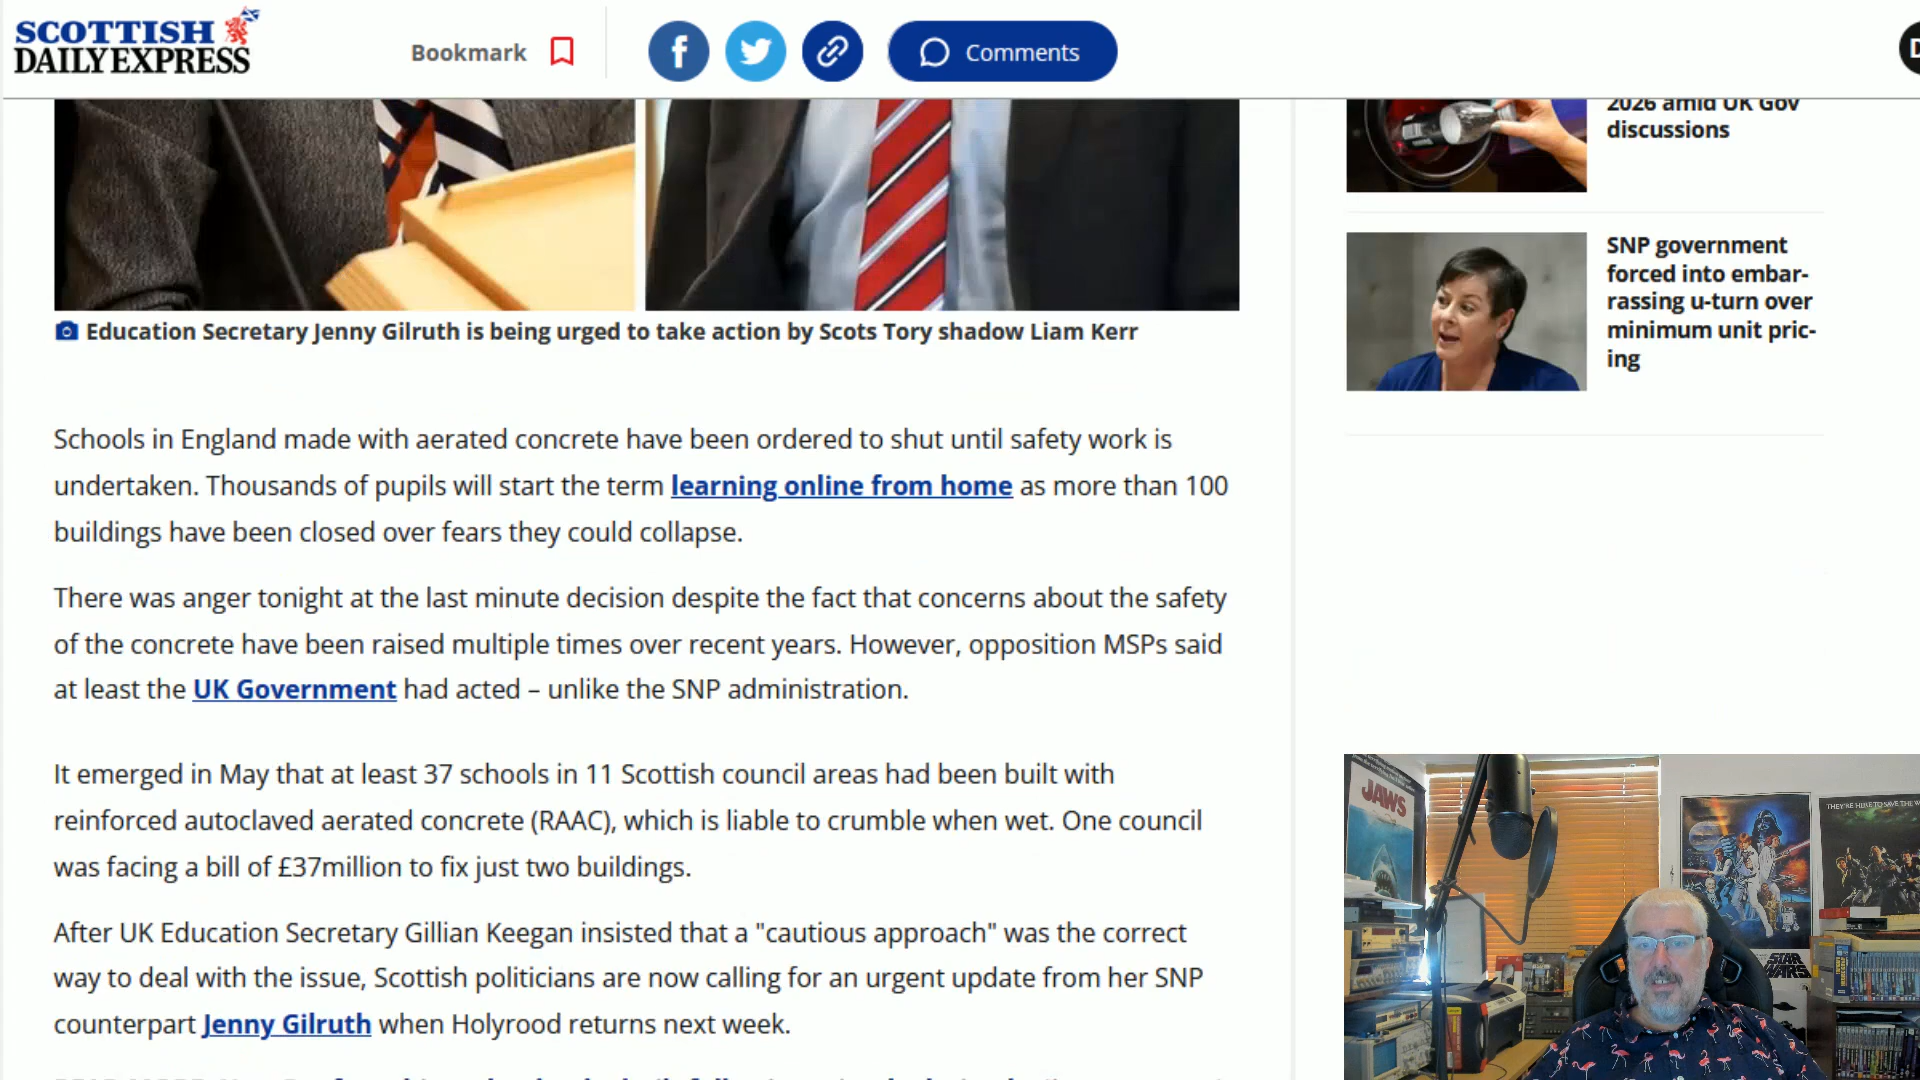 SCOTTISH
DAILY EXPRESS
Bookmark
Comments
2026 amid UK Gov
discussions
SNP government
forced into embar-
rassing u-turn over
minimum unit pric-
ing
Education Secretary Jenny Gilruth is being urged to take action by Scots Tory shadow Liam Kerr
Schools in England made with aerated concrete have been ordered to shut until safety work is
undertaken. Thousands of pupils will start the term learning online from home as more than 100
buildings have been closed over fears they could collapse.
There was anger tonight at the last minute decision despite the fact that concerns about the safety
of the concrete have been raised multiple times over recent years. However, opposition MSPs said
at least the UK Government had acted – unlike the SNP administration.
It emerged in May that at least 37 schools in 11 Scottish council areas had been built with
reinforced autoclaved aerated concrete (RAAC), which is liable to crumble when wet. One council
was facing a bill of £37million to fix just two buildings.
After UK Education Secretary Gillian Keegan insisted that a "cautious approach" was the correct
way to deal with the issue, Scottish politicians are now calling for an urgent update from her SNP
counterpart Jenny Gilruth when Holyrood returns next week.
JAWS
THEY'RE HERE TO SAVE THE W
STAR
WARS